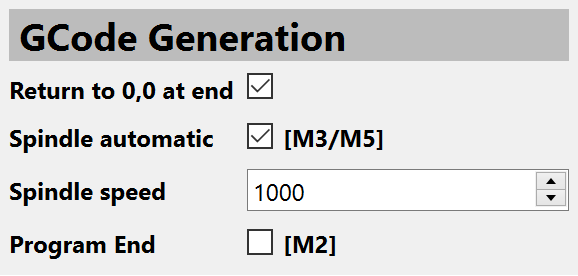 GCode Generation
Return to 0,0 at end
Spindle automatic [M3/M5]
Spindle speed 1000
Program End [M2]